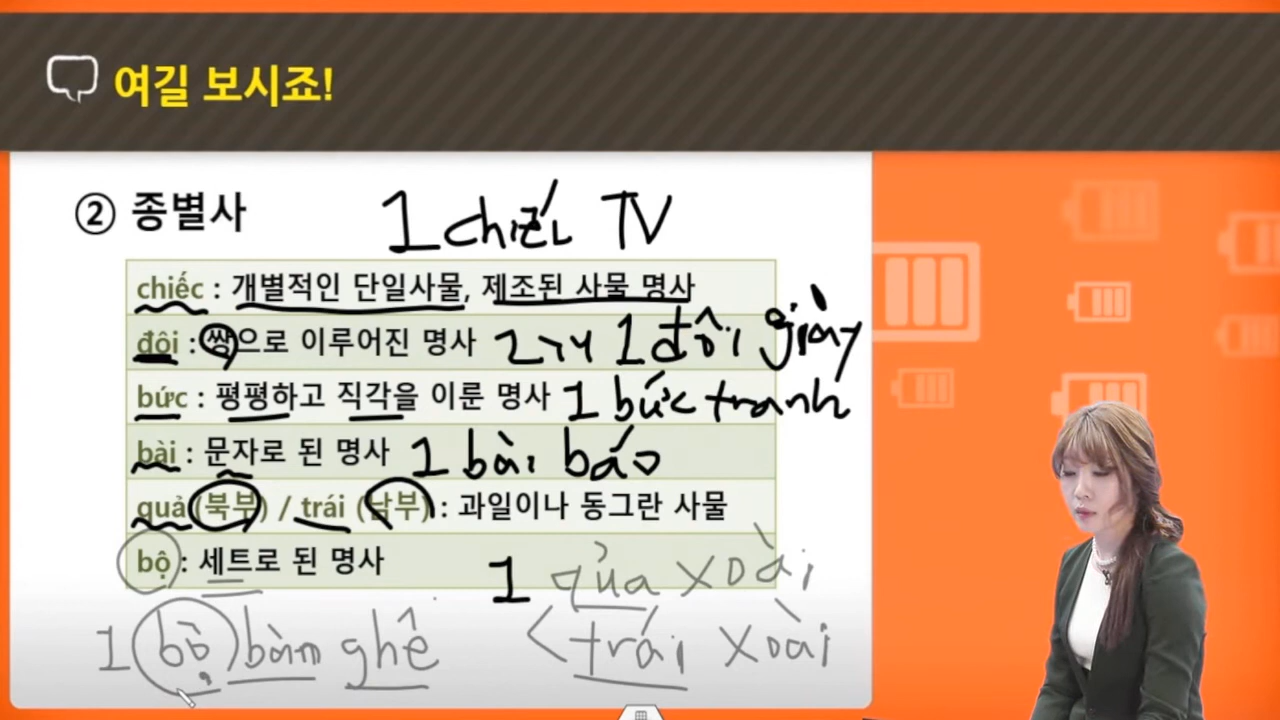 여길 보시죠!
② 종별사
1 chiếc TV
chiếc : 개별적인 단일사물, 제조된 사물 명사
đôi : 쌍으로 이루어진 명사 1 đôi giày
bức : 평평하고 직각을 이룬 명사 1 bức tranh
bài : 문자로 된 명사 1 bài báo
quả (북부) / trái (남부) : 과일이나 동그란 사물
bộ : 세트로 된 명사 1 qủa xoài
1 bộ bàn ghê < trái xoài